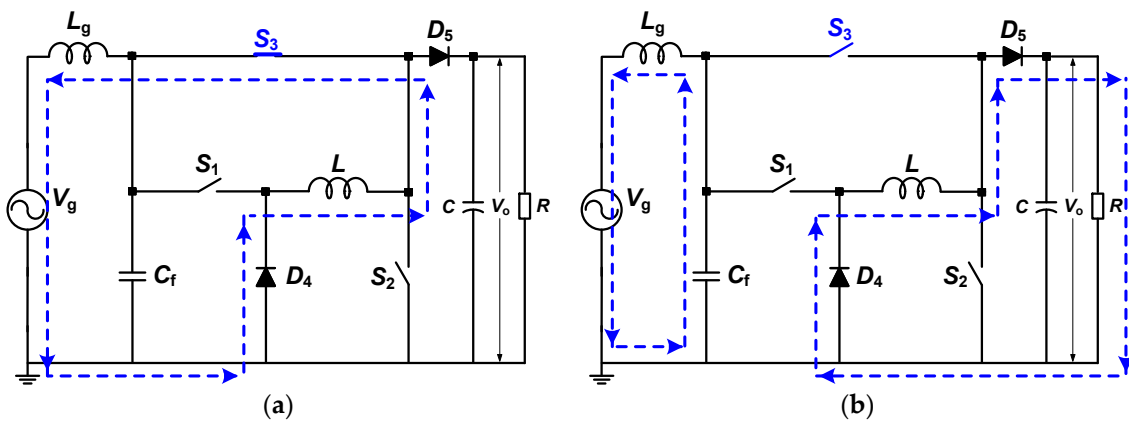 Lg
S3
D5
S1
L
Vg
C
Vo
R
Cf
D4
S2
(a)
Lg
S3
D5
S1
L
Vg
C
Vo
R
Cf
D4
S2
(b)